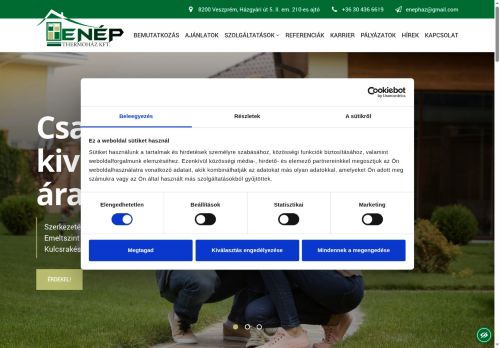 8200 Veszprém, Házgyári út 5. II. em. 210-es ajtó
+36 30 436 6619
enephaz@gmail.com
ENÉP
THERMOHÁZ KFT.
BEMUTATKOZÁS
AJÁNLATOK
SZOLGÁLTATÁSOK
REFERENCIÁK
KARRIER
PÁLYÁZATOK
HÍREK
KAPCSOLAT
Cookiebot
by Usercentrics
Beleegyezés
Részletek
A sütikről
Ez a weboldal sütiket használ
Sütiket használunk a tartalmak és hirdetések személyre szabásához, közösségi funkciók biztosításához, valamint
weboldalforgalmunk elemzéséhez. Ezenkívül közösségi média-, hirdető- és elemező partnereinkkel megosztjuk az Ön
weboldalhasználatra vonatkozó adatait, akik kombinálhatják az adatokat más olyan adatokkal, amelyeket Ön adott meg
számukra vagy az Ön által használt más szolgáltatásokból gyűjtöttek.
Elengedhetetlen
Beállítások
Statisztikai
Marketing
Megtagad
Kiválasztás engedélyezése
Mindennek a megengedése
Csa
kiv
ára
Szerkezeté
Emeltszint
Kulcsrakés
ÉRDEKEL!